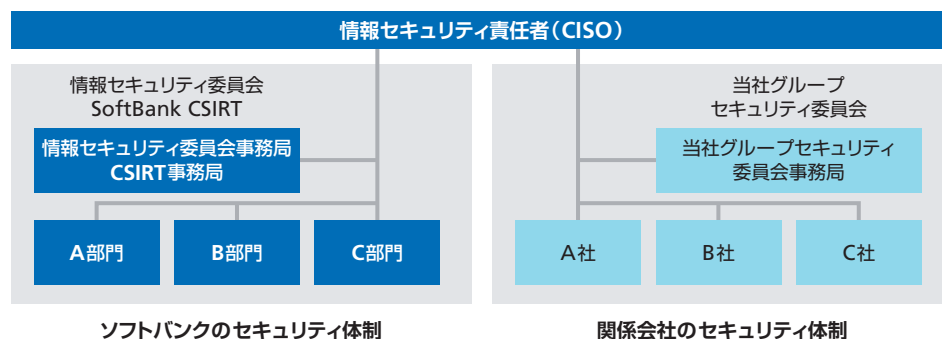 情報セキュリティ責任者（CISO）
情報セキュリティ委員会
SoftBank CSIRT
情報セキュリティ委員会事務局
CSIRT事務局
A部門
B部門
C部門
ソフトバンクのセキュリティ体制
当社グループ
セキュリティ委員会
当社グループセキュリティ
委員会事務局
A社
B社
C社
関係会社のセキュリティ体制